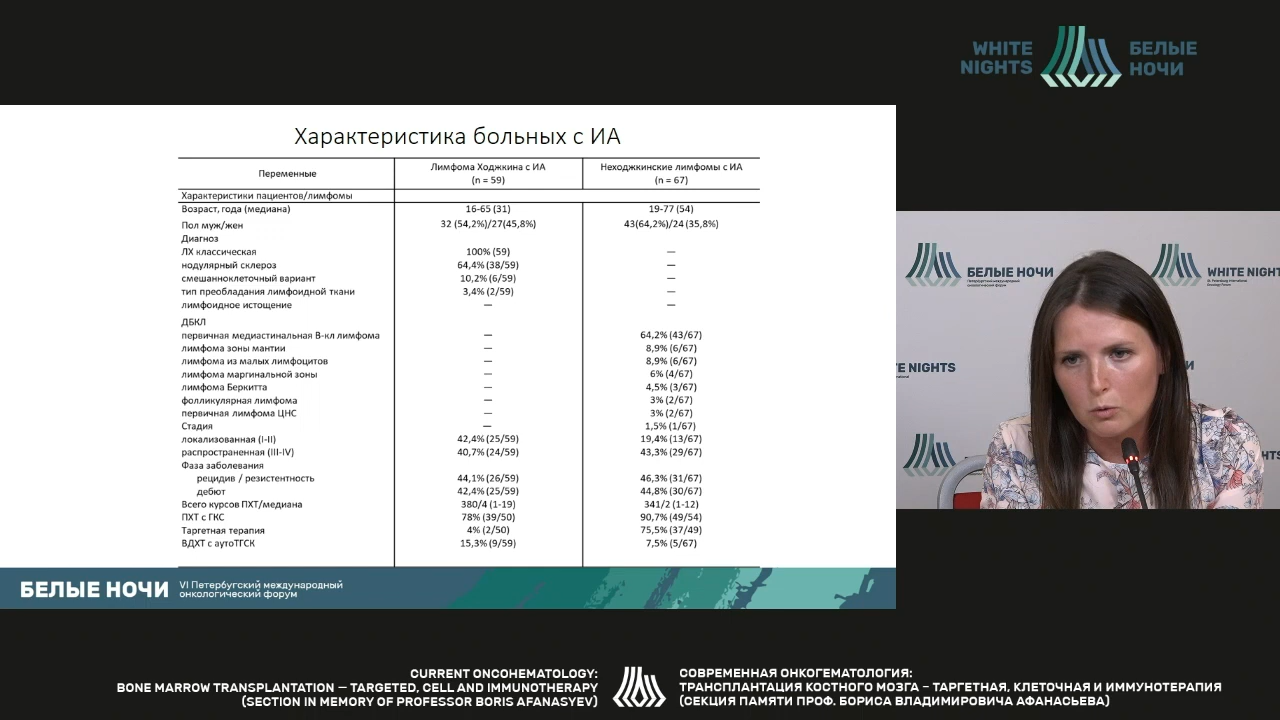 WHITE
NIGHTS
БЕЛЫЕ
НОЧИ
Характеристика больных с ИА
Переменные
Лимфома Ходжкина с ИА
(n = 59)
Неходжкинские лимфомы с ИА
(n = 67)
Характеристики пациентов/лимфомы
Возраст, года (медиана) 16-65 (31) 19-77 (54)
Пол муж/жен 32 (54,2%)/27(45,8%) 43(64,2%)/24 (35,8%)
Диагноз
ЛХ классическая 100% (59) —
нодулярный склероз 64,4% (38/59) —
смешанноклеточный вариант 10,2% (6/59) —
тип преобладания лимфоидной ткани 3,4% (2/59) —
лимфоидное истощение — —
ДБКЛ
первичная медиастинальная В-кл лимфома — 64,2% (43/67)
лимфома зоны мантии — 8,9% (6/67)
лимфома из малых лимфоцитов — 8,9% (6/67)
лимфома маргинальной зоны — 6% (4/67)
лимфома Беркитта — 4,5% (3/67)
фолликулярная лимфома — 3% (2/67)
первичная лимфома ЦНС — 3% (2/67)
Стадия — 1,5% (1/67)
локализованная (I-II) 42,4% (25/59) 19,4% (13/67)
распространенная (III-IV) 40,7% (24/59) 43,3% (29/67)
Фаза заболевания
рецидив / резистентность 44,1% (26/59) 46,3% (31/67)
дебют 42,4% (25/59) 44,8% (30/67)
Всего курсов ПХТ/медиана 380/4 (1-19) 341/2 (1-12)
ПХТ с ГКС 78% (39/50) 90,7% (49/54)
Таргетная терапия 4% (2/50) 75,5% (37/49)
ВДХТ с аутоТГСК 15,3% (9/59) 7,5% (5/67)
БЕЛЫЕ НОЧИ
VI Петербургский международный
онкологический форум
БЕЛЫЕ НОЧИ
Петербургский международный
онкологический форум
WHITE NIGHT
St. Petersburg International
Oncology Forum
TE NIGHTS
CURRENT ONCOHEMATOLOGY:
BONE MARROW TRANSPLANTATION — TARGETED, CELL AND IMMUNOTHERAPY
(SECTION IN MEMORY OF PROFESSOR BORIS AFANASYEV)
СОВРЕМЕННАЯ ОНКОГЕМАТОЛОГИЯ:
ТРАНСПЛАНТАЦИЯ КОСТНОГО МОЗГА – ТАРГЕТНАЯ, КЛЕТОЧНАЯ И ИММУНОТЕРАПИЯ
(СЕКЦИЯ ПАМЯТИ ПРОФ. БОРИСА ВЛАДИМИРОВИЧА АФАНАСЬЕВА)